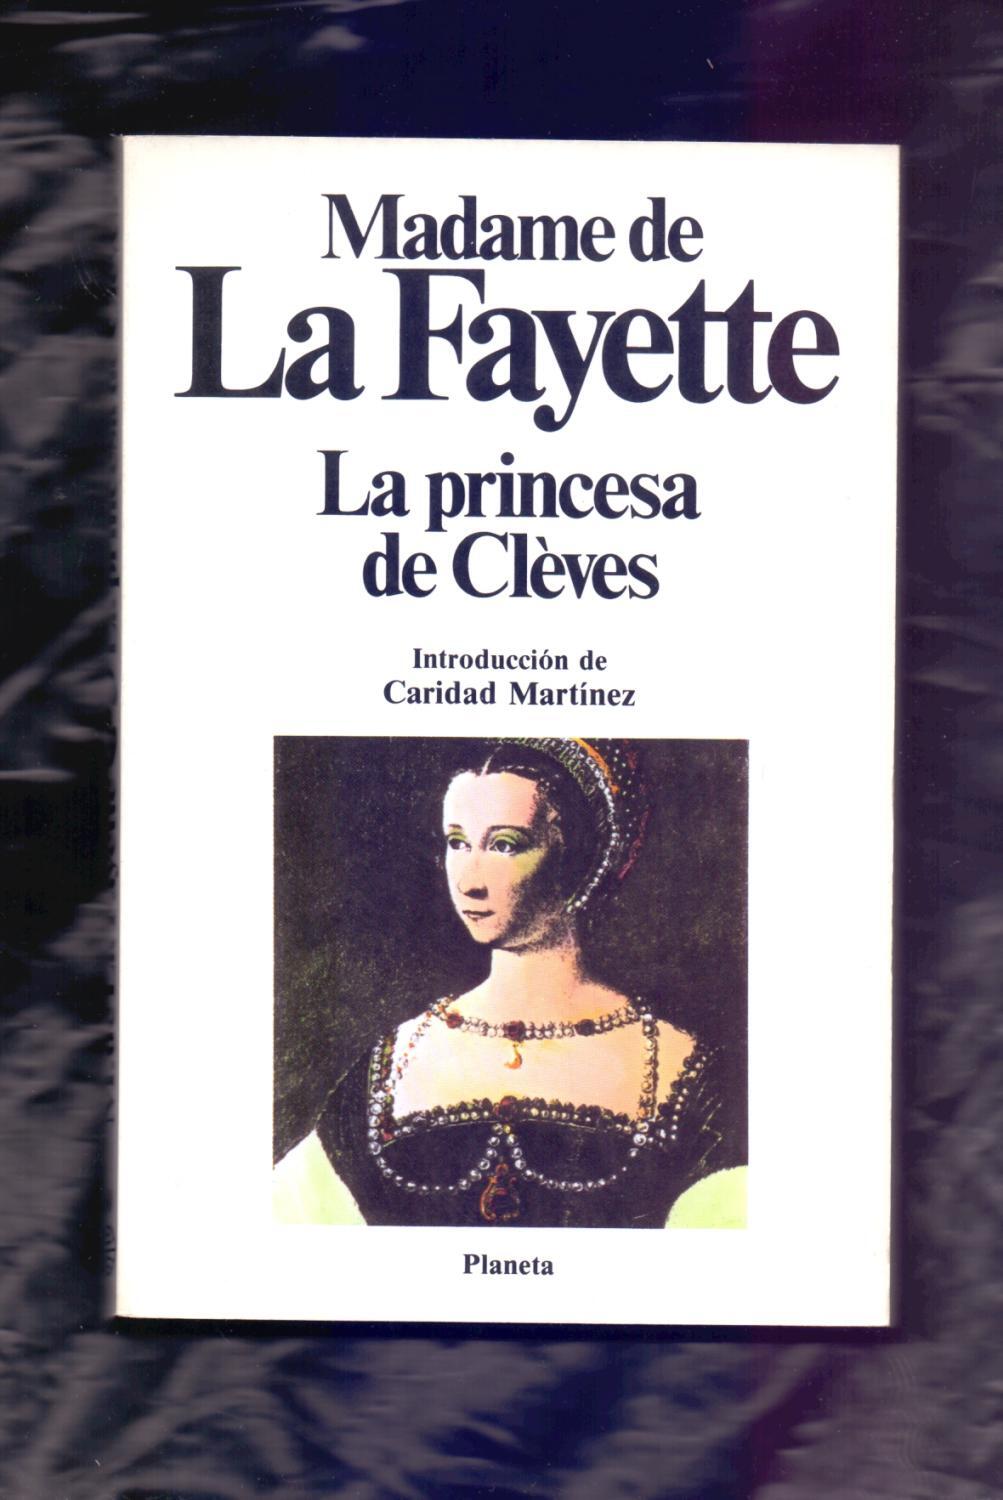 Madame de
La Fayette
La princesa
de Clèves
Introducción de
Caridad Martínez
Planeta